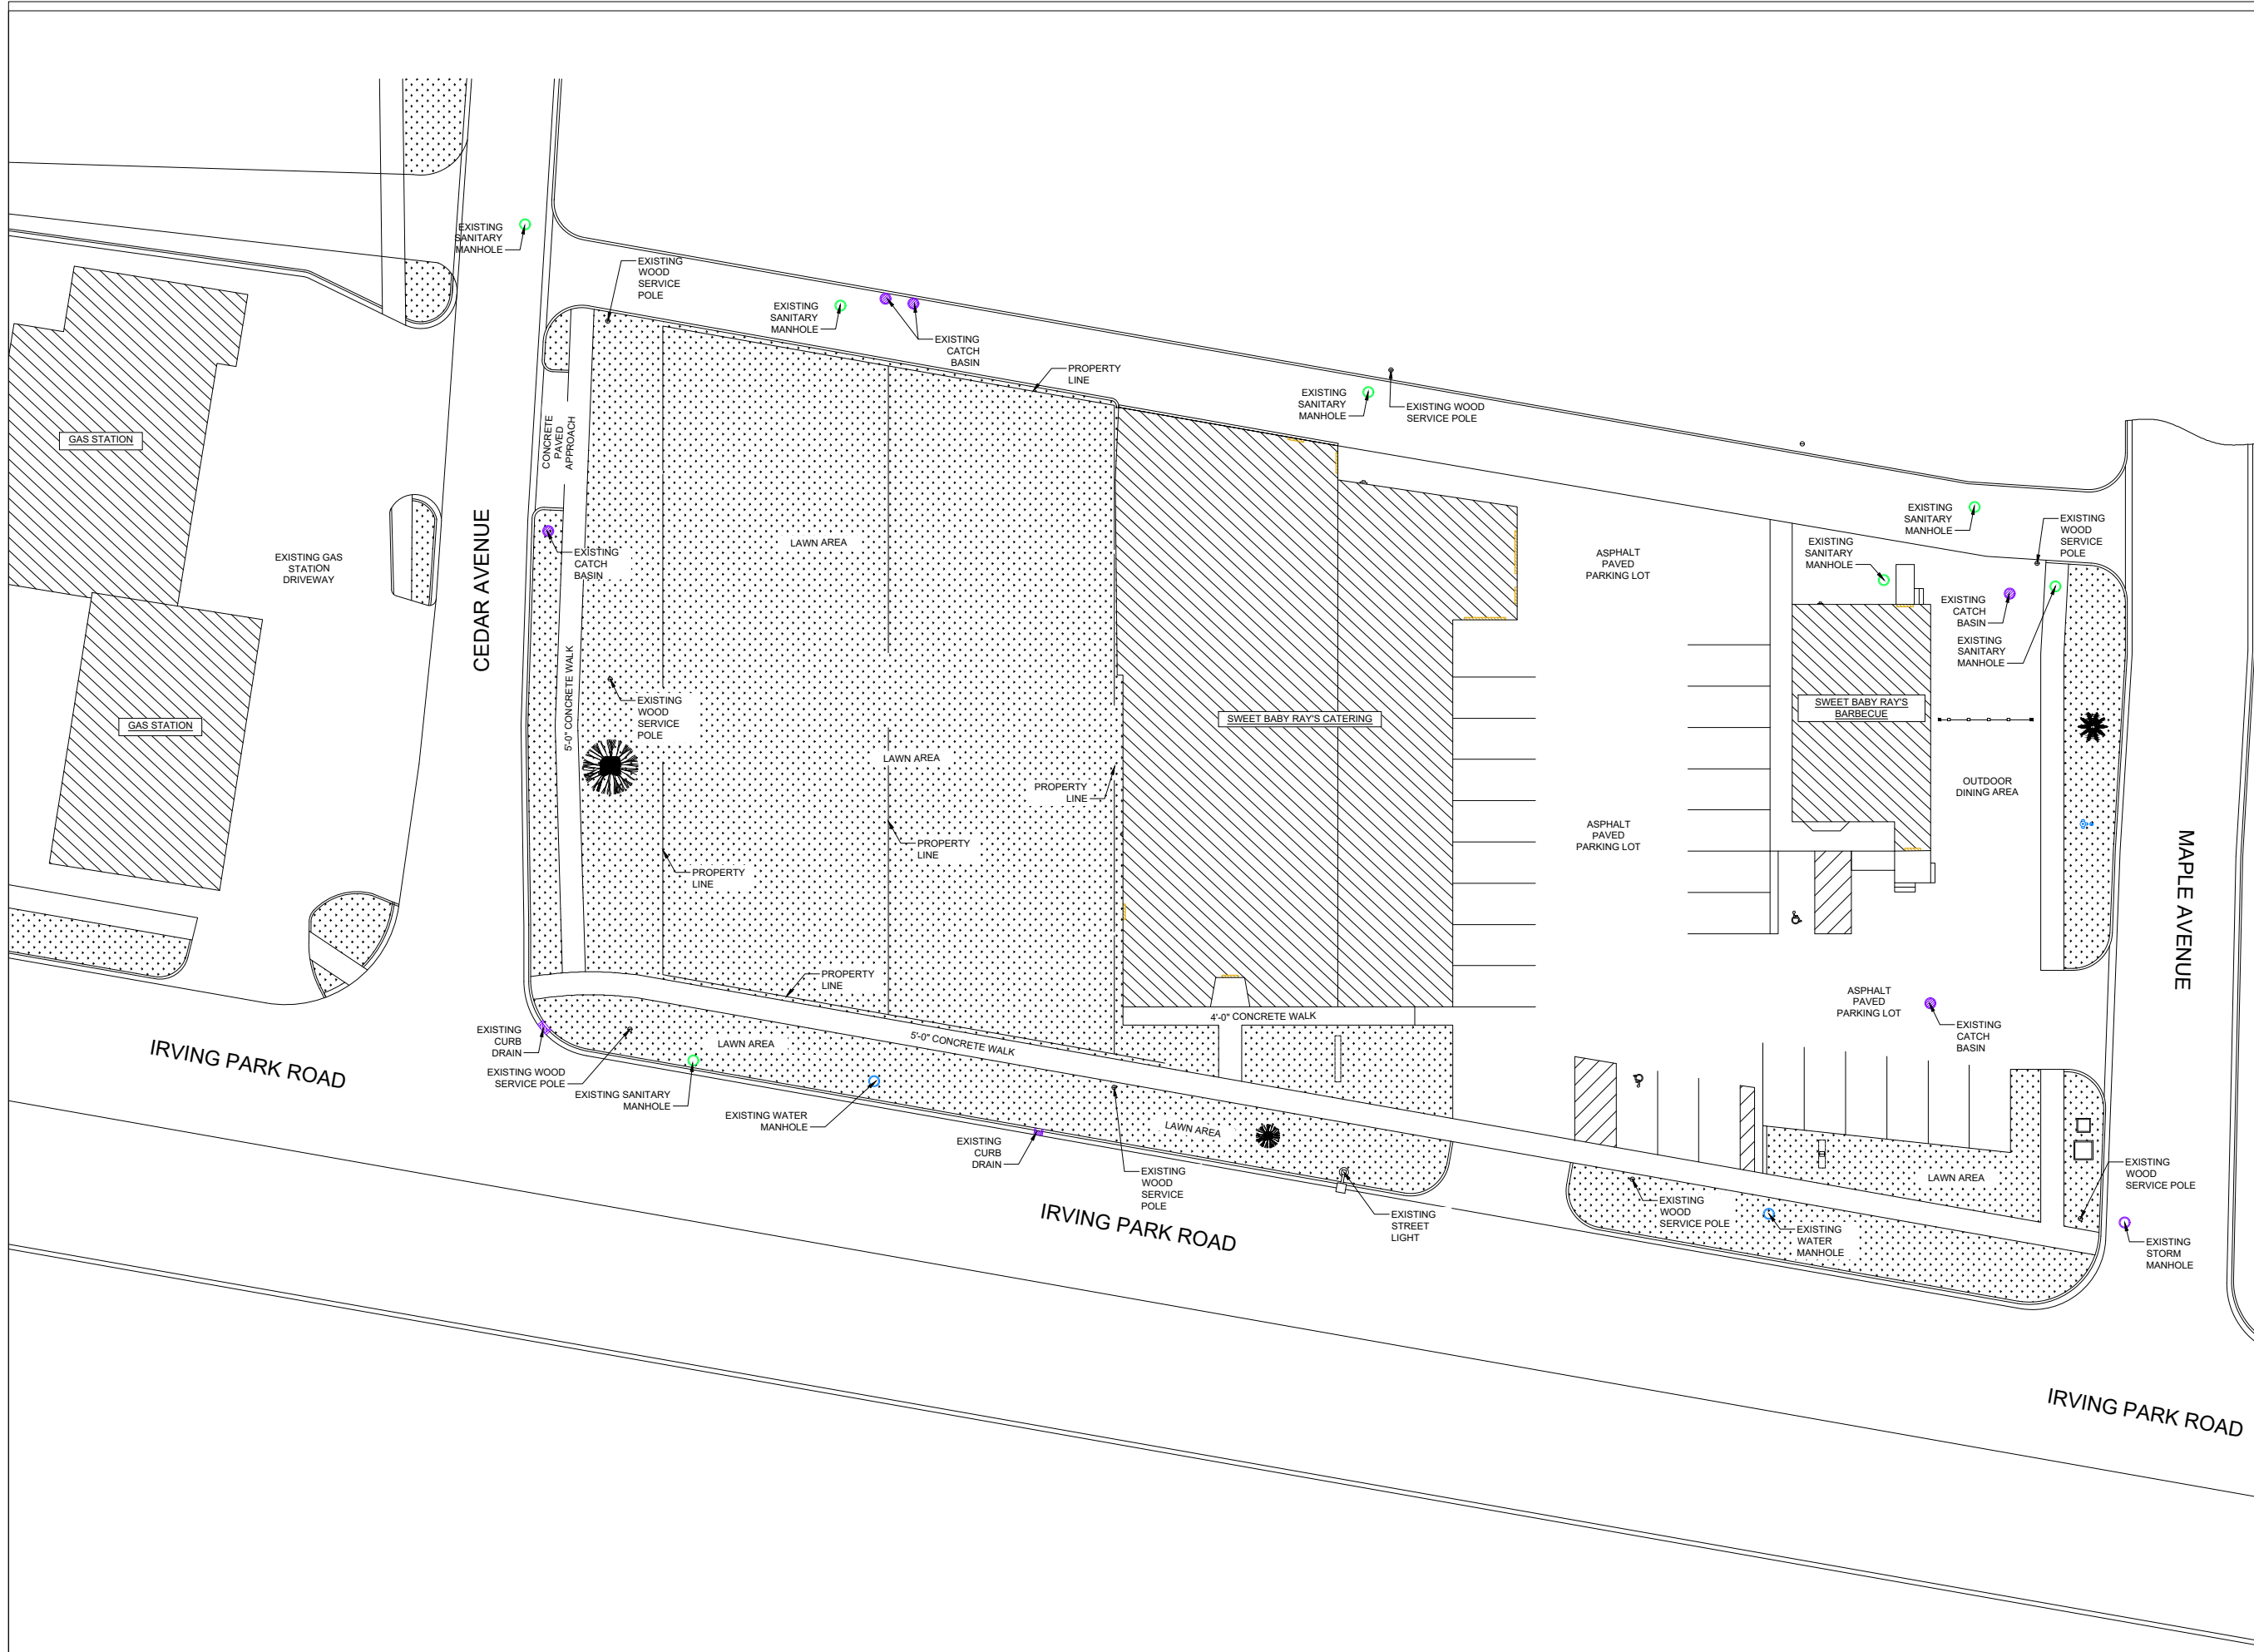 EXISTING
SANITARY
MANHOLE
EXISTING
WOOD
SERVICE
POLE
EXISTING
SANITARY
MANHOLE
EXISTING
CATCH
BASIN
PROPERTY
LINE
EXISTING
SANITARY
MANHOLE
EXISTING WOOD
SERVICE POLE
GAS STATION
CONCRETE
PAVED
APPROACH
EXISTING GAS
STATION
DRIVEWAY
CEDAR AVENUE
EXISTING
CATCH
BASIN
LAWN AREA
ASPHALT
PAVED
PARKING LOT
EXISTING
SANITARY
MANHOLE
EXISTING
WOOD
SERVICE
POLE
EXISTING
SANITARY
MANHOLE
EXISTING
CATCH
BASIN
EXISTING
SANITARY
MANHOLE
5'-0" CONCRETE WALK
EXISTING
WOOD
SERVICE
POLE
GAS STATION
SWEET BABY RAY'S CATERING
SWEET BABY RAY'S
BARBECUE
LAWN AREA
PROPERTY
LINE
OUTDOOR
DINING AREA
PROPERTY
LINE
PROPERTY
LINE
ASPHALT
PAVED
PARKING LOT
MAPLE AVENUE
PROPERTY
LINE
4'-0" CONCRETE WALK
5'-0" CONCRETE WALK
ASPHALT
PAVED
PARKING LOT
EXISTING
CATCH
BASIN
IRVING PARK ROAD
EXISTING
CURB
DRAIN
LAWN AREA
EXISTING WOOD
SERVICE POLE
EXISTING SANITARY
MANHOLE
EXISTING WATER
MANHOLE
EXISTING
CURB
DRAIN
LAWN AREA
EXISTING
WOOD
SERVICE
POLE
IRVING PARK ROAD
EXISTING
STREET
LIGHT
EXISTING
WOOD
SERVICE POLE
EXISTING
WATER
MANHOLE
LAWN AREA
EXISTING
WOOD
SERVICE POLE
EXISTING
STORM
MANHOLE
IRVING PARK ROAD